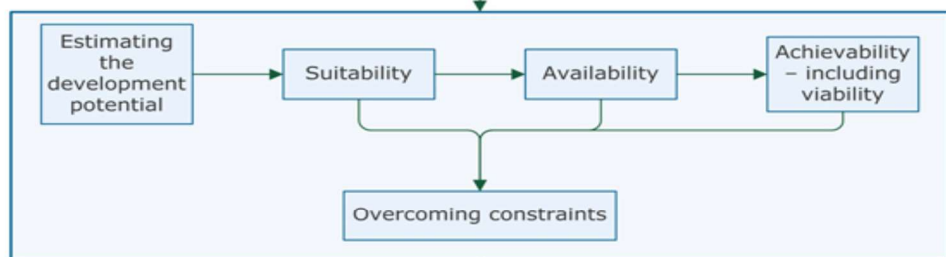 Estimating
the
development
potential
Suitability
Availability
Achievability
– including
viability
Overcoming constraints